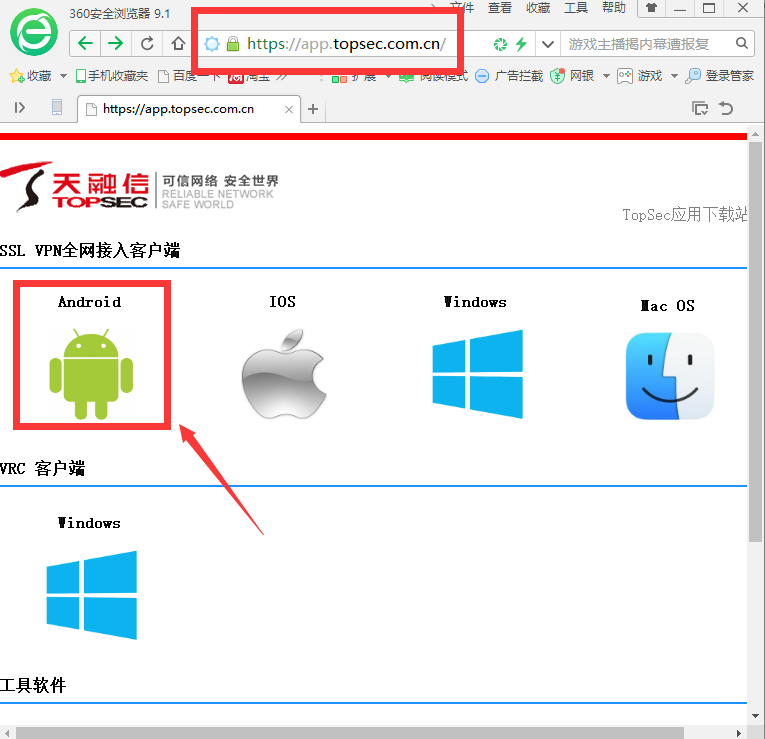 360安全浏览器 9.1
文件 查看 收藏 工具 帮助
https://app.topsec.com.cn/
游戏主播揭内幕遭报复
收藏 手机收藏夹 百度一下 淘宝 扩展 阅读模式 广告拦截 网银 游戏 登录管家
https://app.topsec.com.cn
天融信 TOPSEC
可信网络 安全世界
RELIABLE NETWORK
SAFE WORLD
TopSec应用下载站
SSL VPN全网接入客户端
Android IOS Windows Mac OS
VRC 客户端
Windows
工具软件